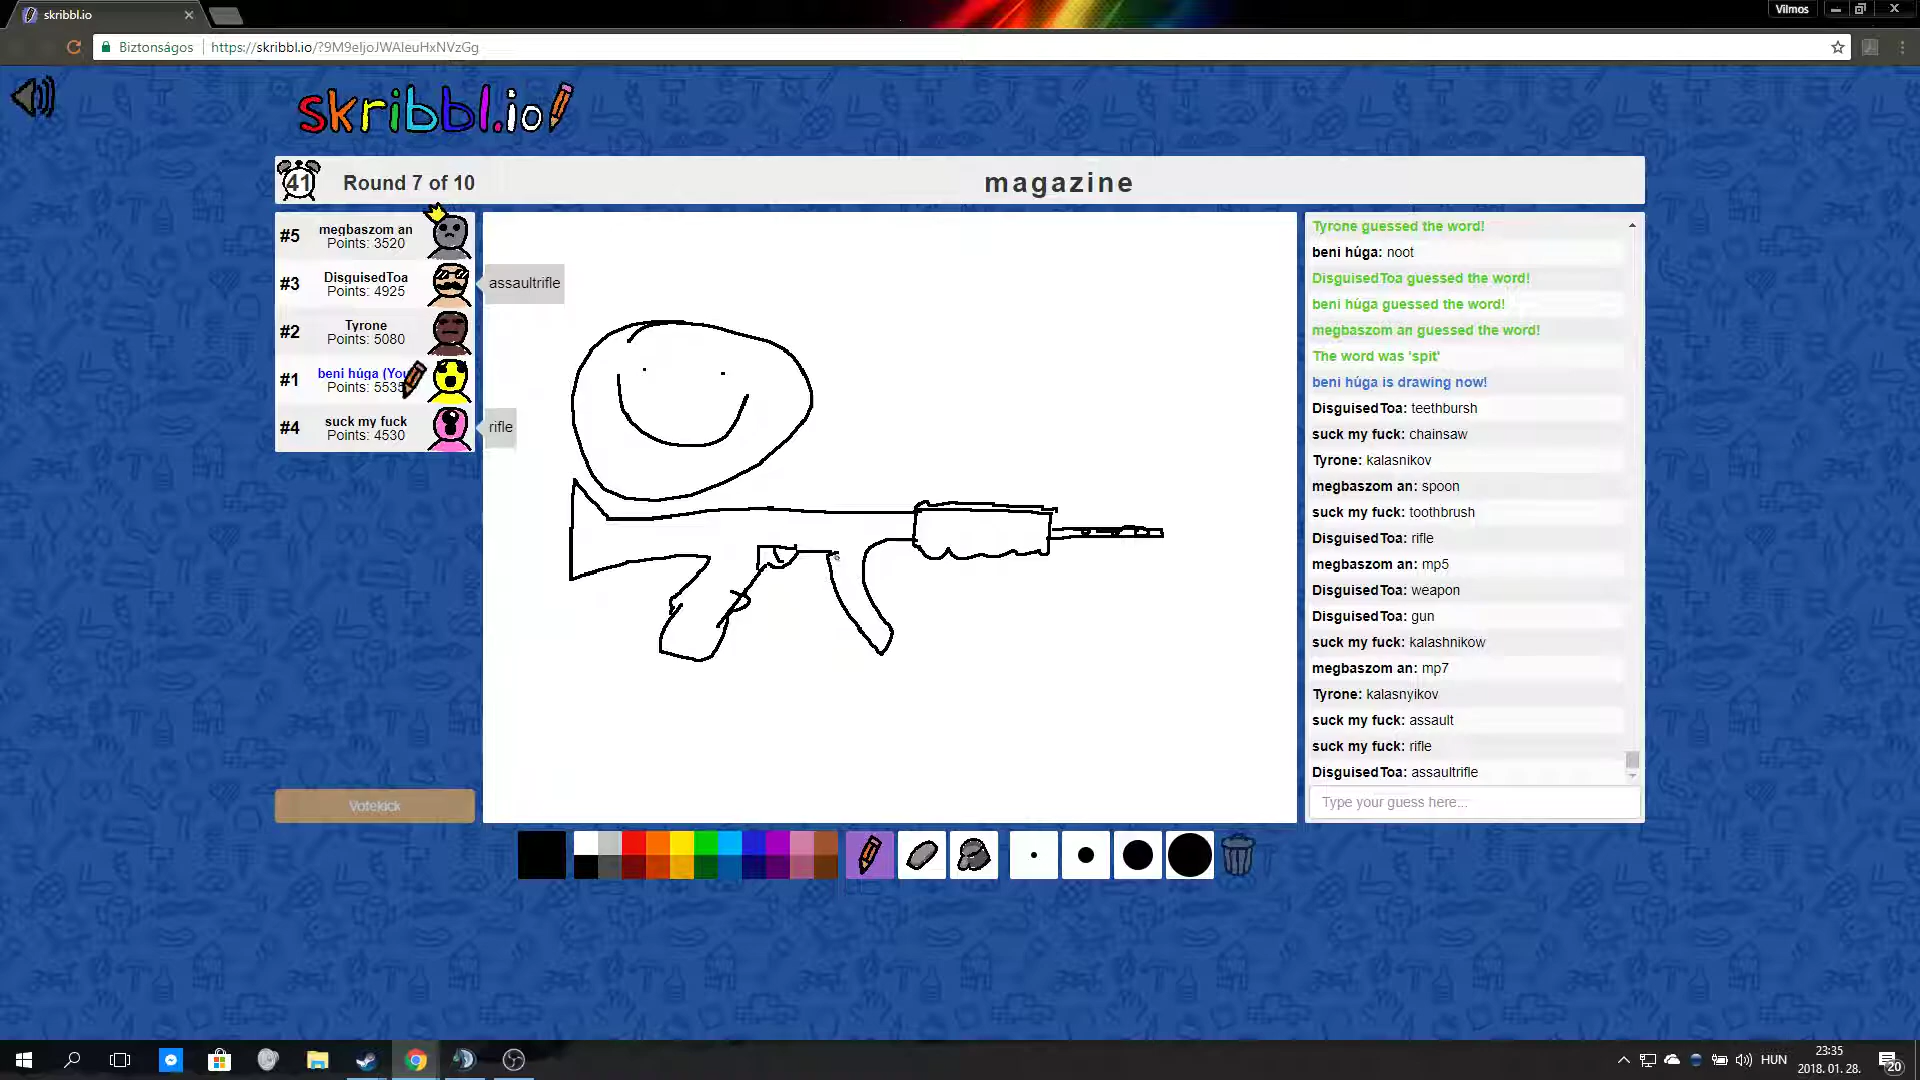 skribbl.io
Vilmos
Biztonságos
https://skribbl.io/?9M9eIjoJWAIeuHxNVzGg
skribbl.io
41
Round 7 of 10
magazine
#5
megbaszom an
Points: 3520
#3
DisguisedToa
Points: 4925
assaultrifle
#2
Tyrone
Points: 5080
#1
beni húga (You
Points: 5535
#4
suck my fuck
Points: 4530
rifle
Votekick
Tyrone guessed the word!
beni húga: noot
DisguisedToa guessed the word!
beni húga guessed the word!
megbaszom an guessed the word!
The word was 'spit'
beni húga is drawing now!
DisguisedToa: teethbursh
suck my fuck: chainsaw
Tyrone: kalasnikov
megbaszom an: spoon
suck my fuck: toothbrush
DisguisedToa: rifle
megbaszom an: mp5
DisguisedToa: weapon
DisguisedToa: gun
suck my fuck: kalashnikow
megbaszom an: mp7
Tyrone: kalasnyikov
suck my fuck: assault
suck my fuck: rifle
DisguisedToa: assaultrifle
Type your guess here...
HUN
23:35
2018. 01. 28.
20